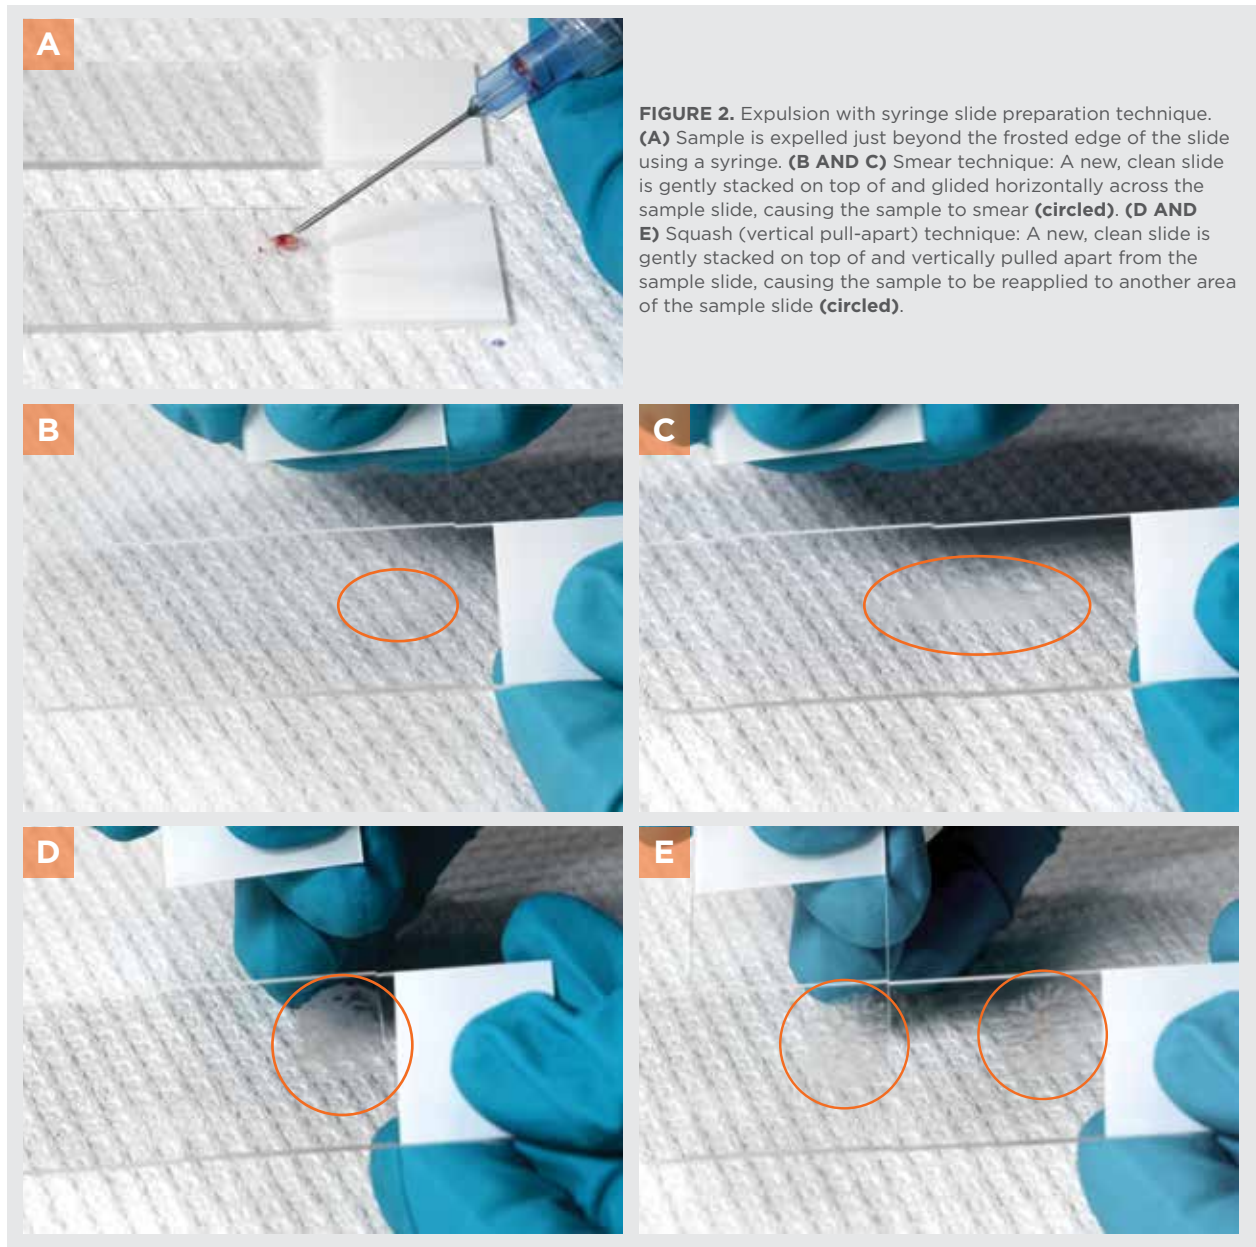 A
FIGURE 2. Expulsion with syringe slide preparation technique.
(A) Sample is expelled just beyond the frosted edge of the slide
using a syringe. (B AND C) Smear technique: A new, clean slide
is gently stacked on top of and glided horizontally across the
sample slide, causing the sample to smear (circled). (D AND
E) Squash (vertical pull-apart) technique: A new, clean slide is
gently stacked on top of and vertically pulled apart from the
sample slide, causing the sample to be reapplied to another area
of the sample slide (circled).
B
C
D
E